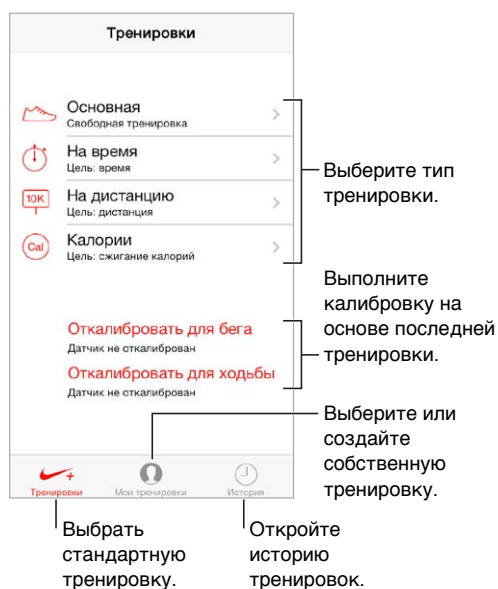 Тренировки
Основная
Свободная тренировка
На время
Цель: время
10K
На дистанцию
Цель: дистанция
Cal
Калории
Цель: сжигание калорий
Выберите тип
тренировки.
Откалибровать для бега
Датчик не откалиброван
Откалибровать для ходьбы
Датчик не откалиброван
Выполните
калибровку на
основе последней
тренировки.
Выберите или
создайте
собственную
тренировку.
Тренировки
Мои тренировки
История
Выбрать
стандартную
тренировку.
Откройте
историю
тренировок.